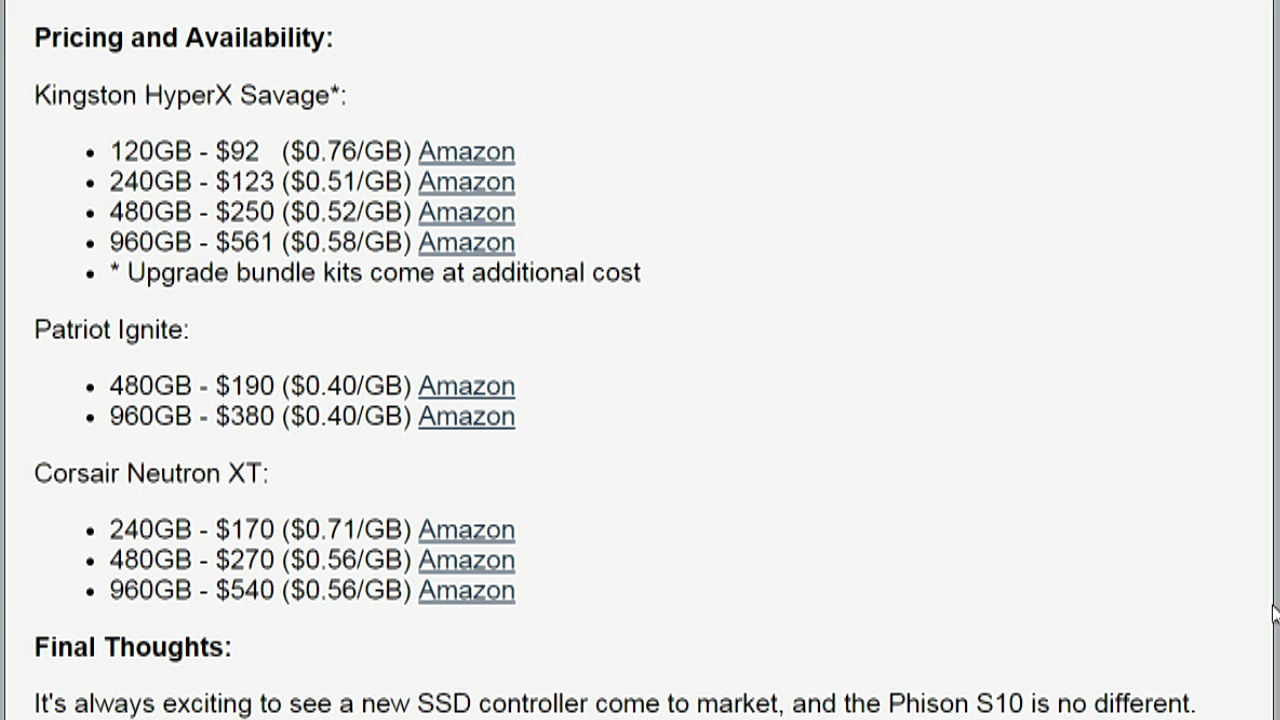 Pricing and Availability:
Kingston HyperX Savage*:
• 120GB - $92 ($0.76/GB) Amazon
• 240GB - $123 ($0.51/GB) Amazon
• 480GB - $250 ($0.52/GB) Amazon
• 960GB - $561 ($0.58/GB) Amazon
• * Upgrade bundle kits come at additional cost
Patriot Ignite:
• 480GB - $190 ($0.40/GB) Amazon
• 960GB - $380 ($0.40/GB) Amazon
Corsair Neutron XT:
• 240GB - $170 ($0.71/GB) Amazon
• 480GB - $270 ($0.56/GB) Amazon
• 960GB - $540 ($0.56/GB) Amazon
Final Thoughts:
It's always exciting to see a new SSD controller come to market, and the Phison S10 is no different.